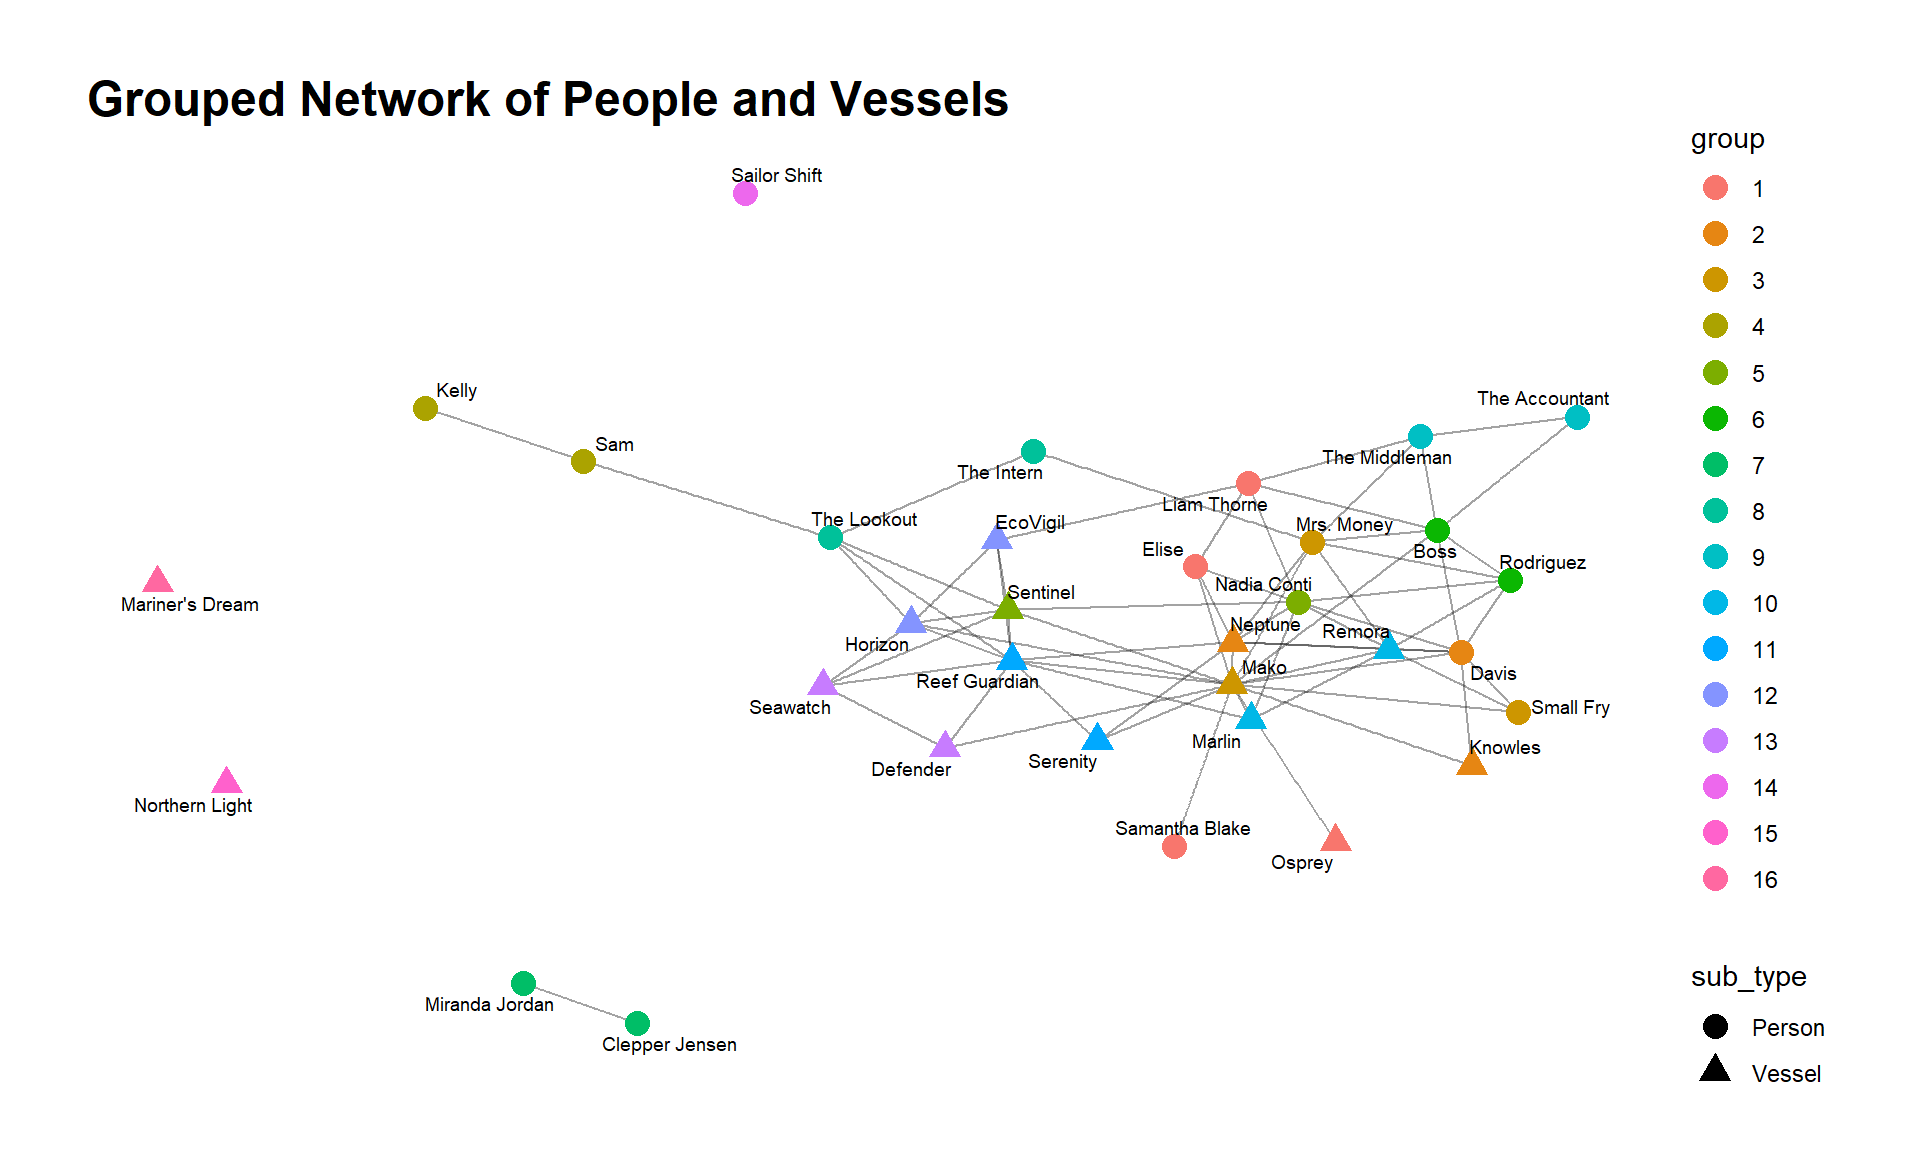 Grouped Network of People and Vessels
Sailor Shift
Kelly
Sam
The Accountant
The Middleman
The Intern
Liam Thorne
The Lookout
EcoVigil
Mrs. Money
Boss
Elise
Rodriguez
Nadia Conti
Sentinel
Mariner's Dream
Neptune
Remora
Horizon
Mako
Davis
Reef Guardian
Seawatch
Small Fry
Marlin
Knowles
Serenity
Defender
Northern Light
Samantha Blake
Osprey
Miranda Jordan
Clepper Jensen
group
1
2
3
4
5
6
7
8
9
10
11
12
13
14
15
16
sub_type
Person
Vessel